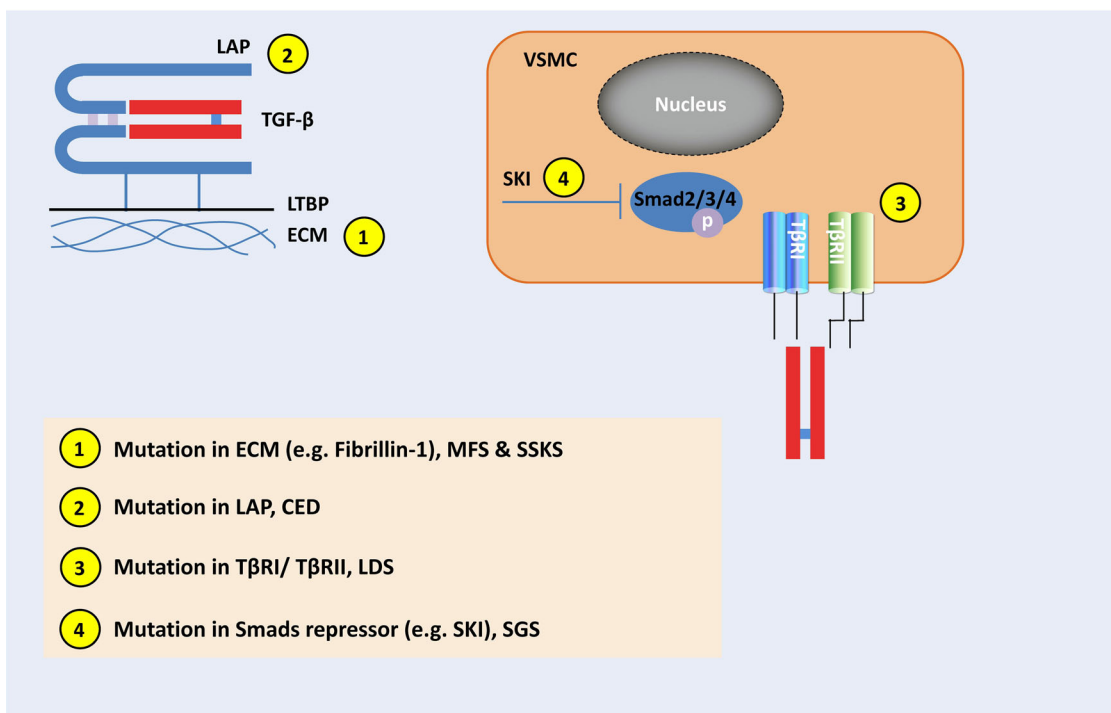 LAP
2
TGF-β
LTBP
ECM
1
VSMC
Nucleus
SKI
4
Smad2/3/4
p
3
TβRI
TβRII
1 Mutation in ECM (e.g. Fibrillin-1), MFS & SSKS
2 Mutation in LAP, CED
3 Mutation in TβRI/ TβRII, LDS
4 Mutation in Smads repressor (e.g. SKI), SGS